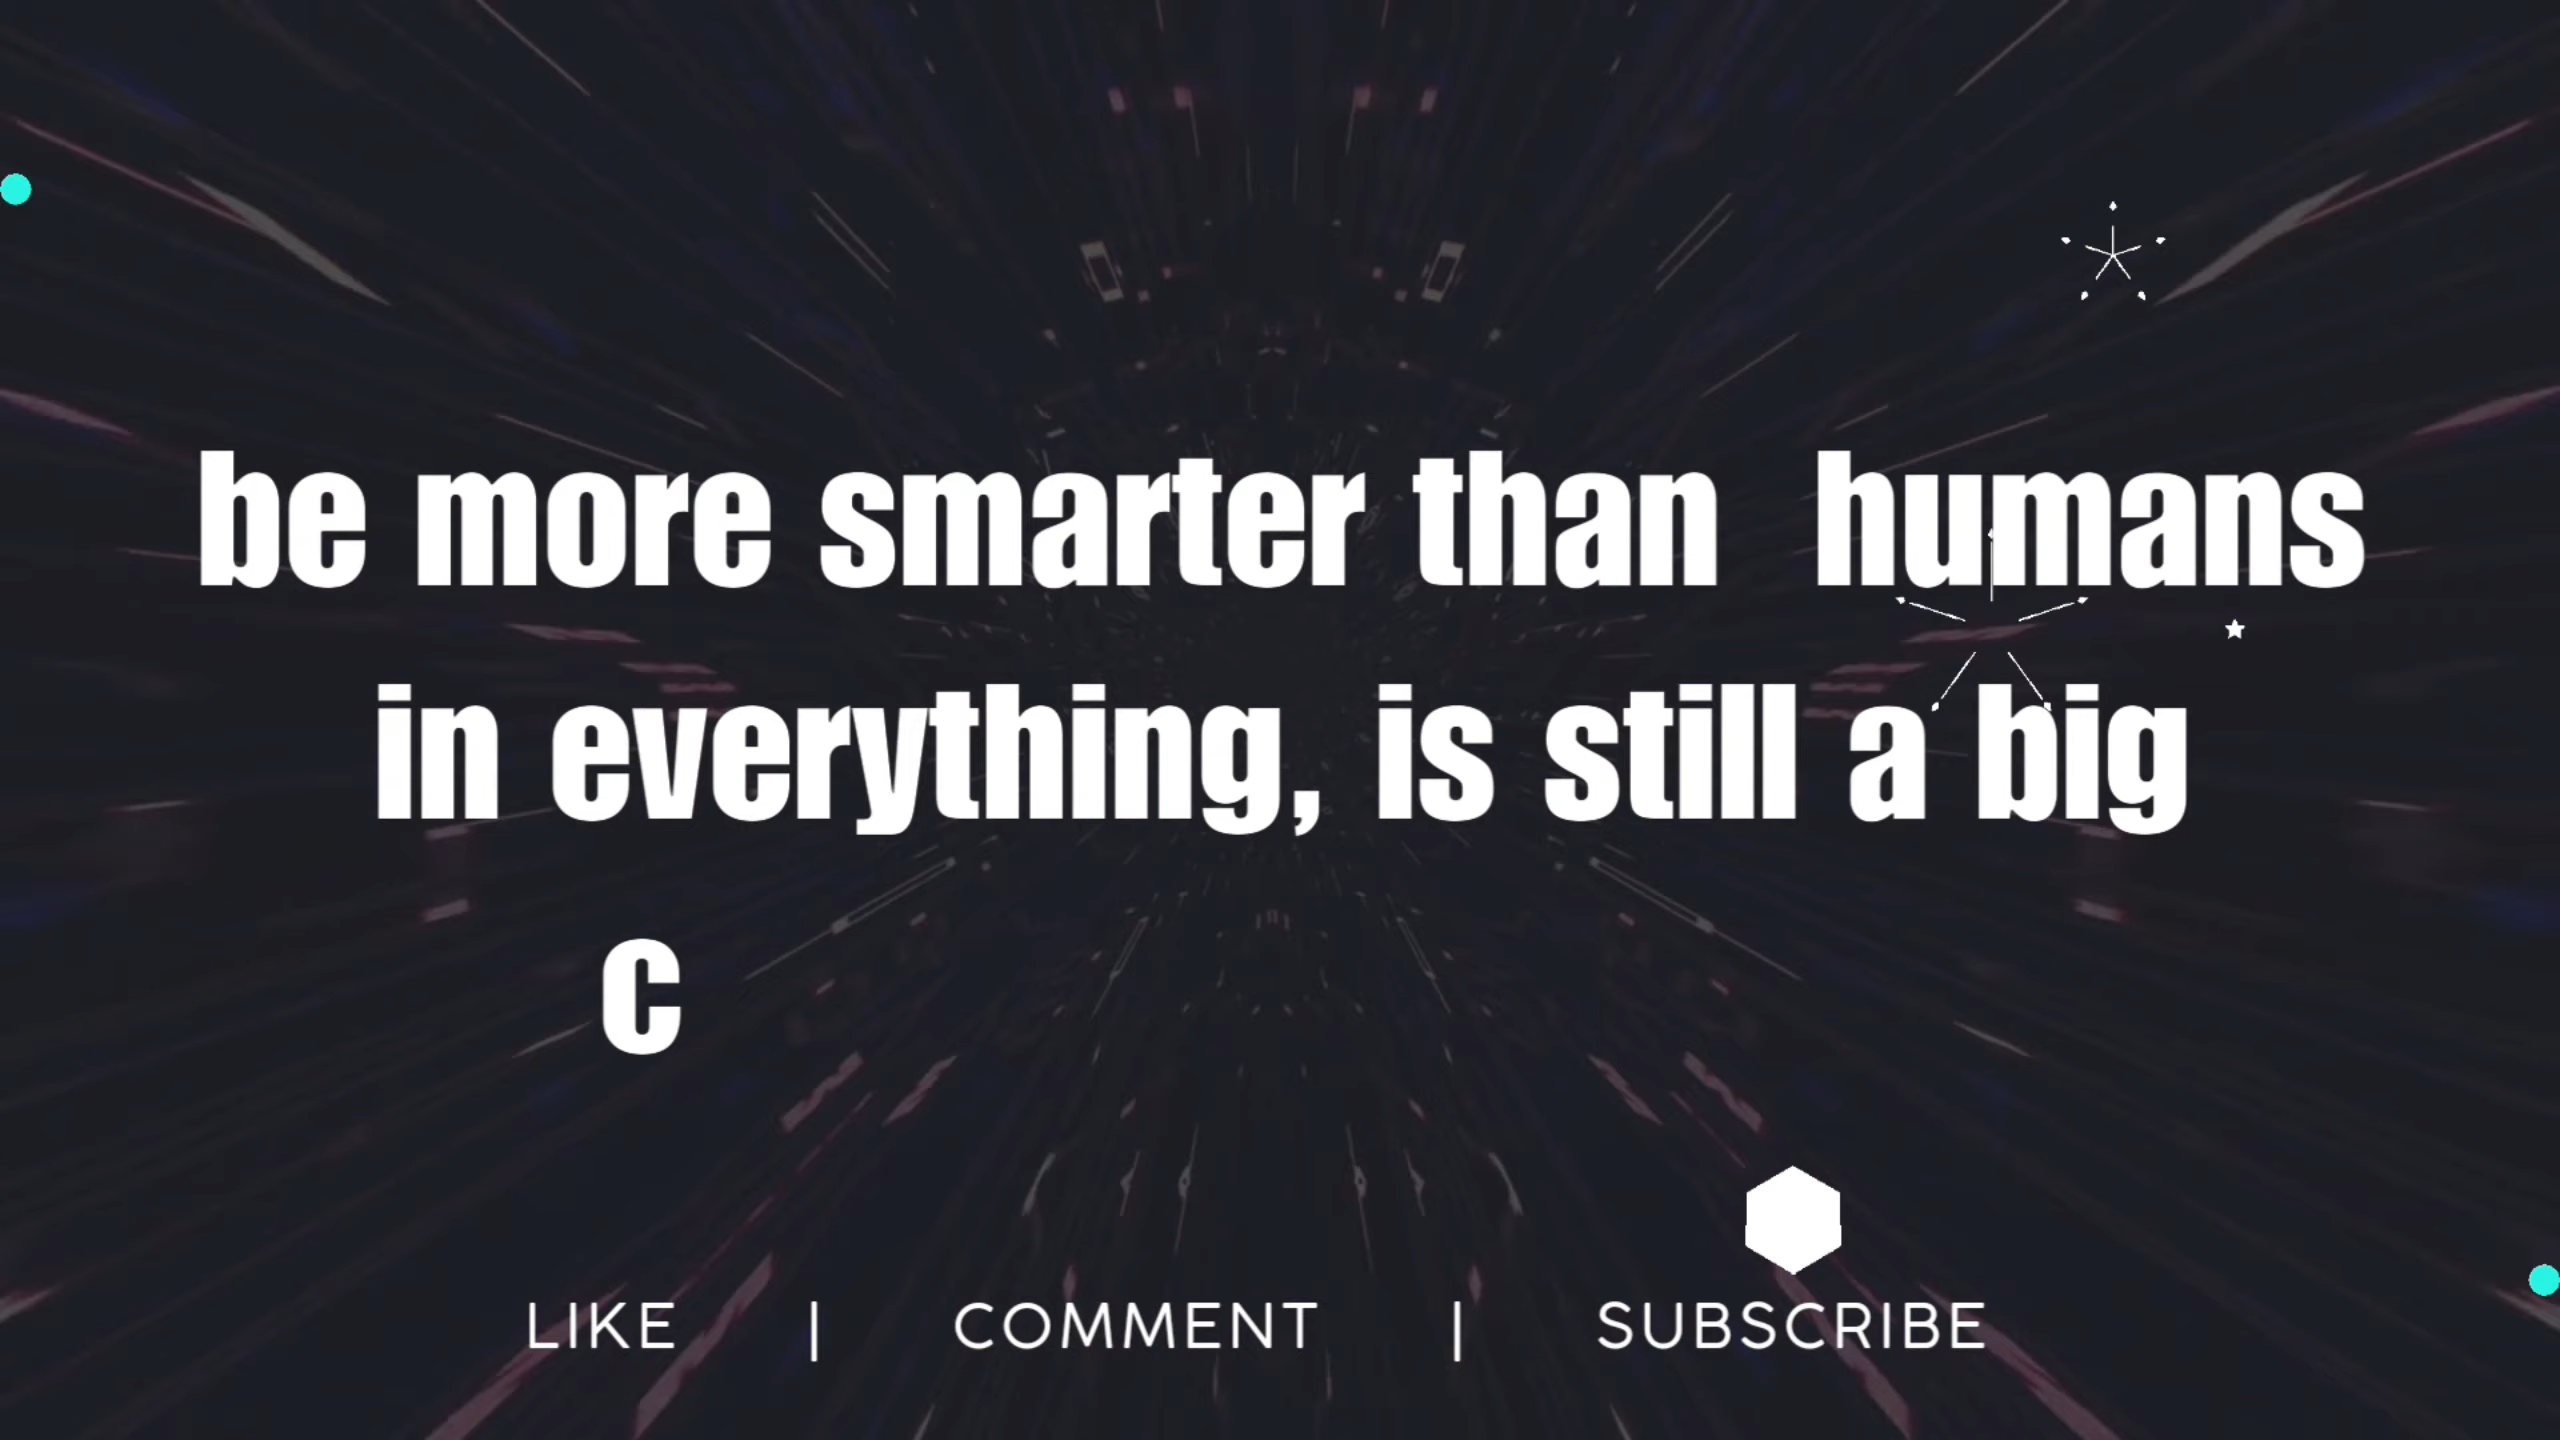 be more smarter than  humans
in everything, is still a big
c
LIKE | COMMENT | SUBSCRIBE